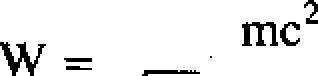 W = __ mc²